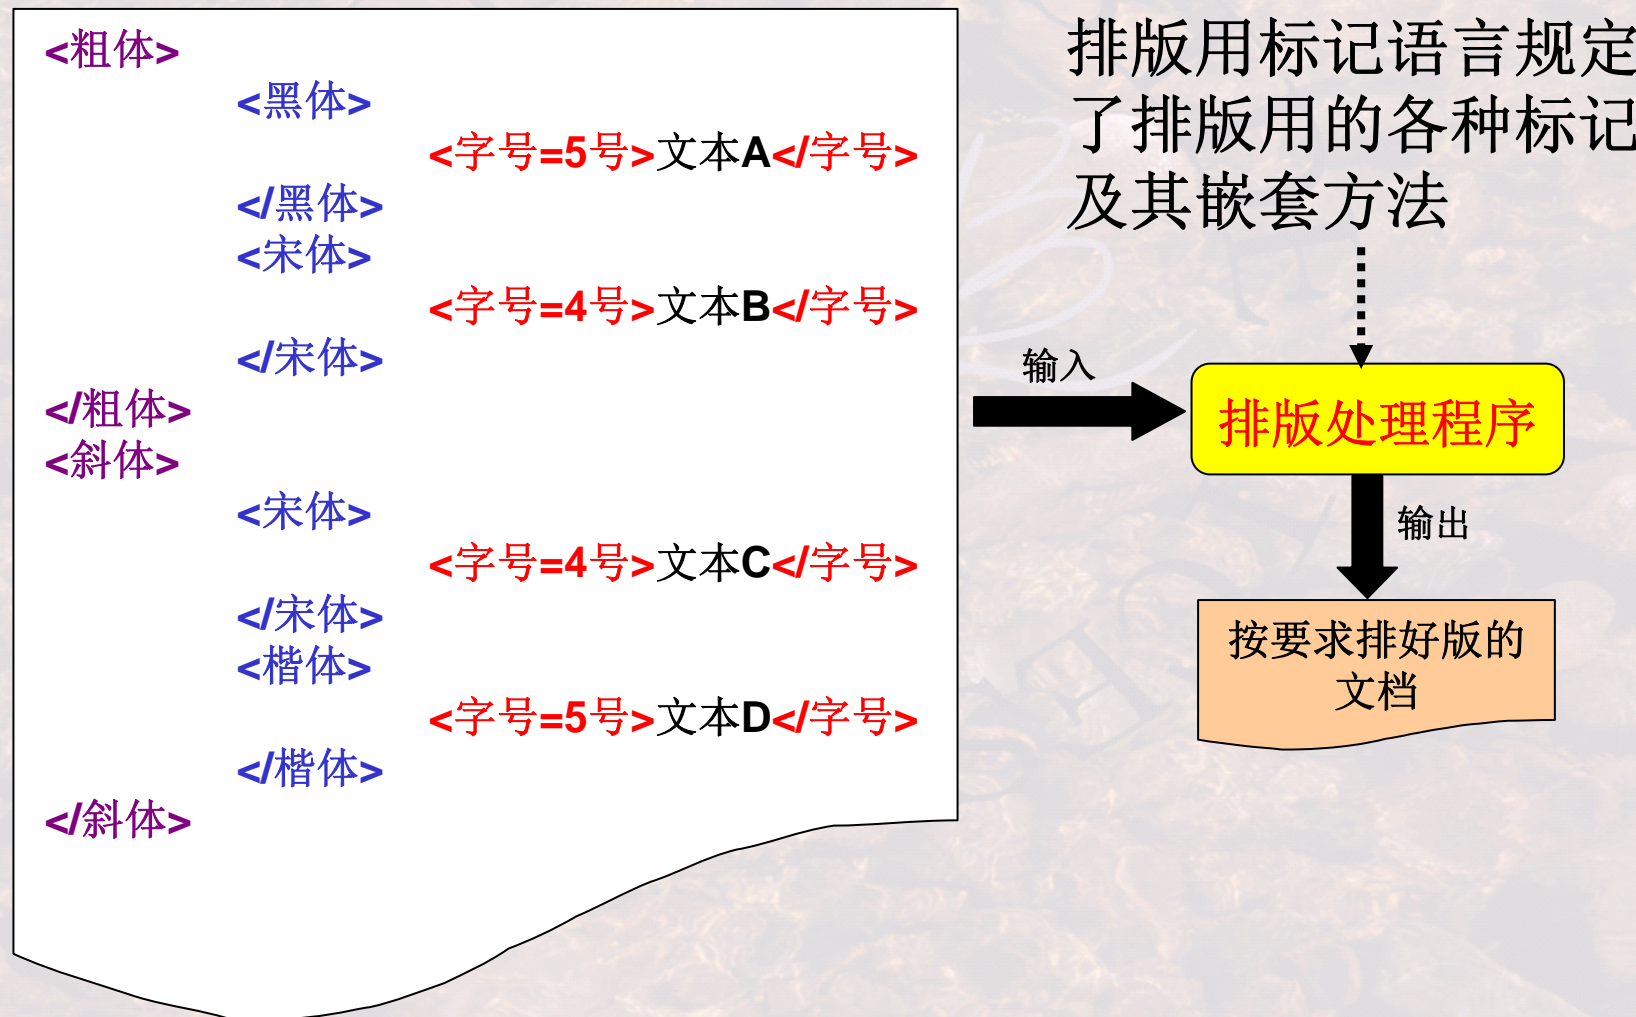 <粗体>
<黑体>
<字号=5号>文本A</字号>
</黑体>
<宋体>
<字号=4号>文本B</字号>
</宋体>
</粗体>
<斜体>
<宋体>
<字号=4号>文本C</字号>
</宋体>
<楷体>
<字号=5号>文本D</字号>
</楷体>
</斜体>
排版用标记语言规定
了排版用的各种标记
及其嵌套方法
输入
排版处理程序
输出
按要求排好版的
文档